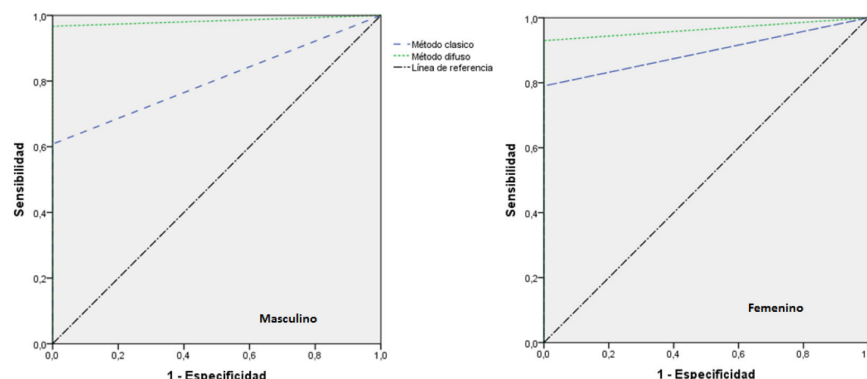 Sensibilidad
1,0
0,8
0,6
0,4
0,2
0,0
0,0 0,2 0,4 0,6 0,8 1,0
1 - Especificidad
Masculino
Método clasico
Método difuso
Línea de referencia
Sensibilidad
1,0
0,8
0,6
0,4
0,2
0,0
0,0 0,2 0,4 0,6 0,8
1 - Especificidad
Femenino